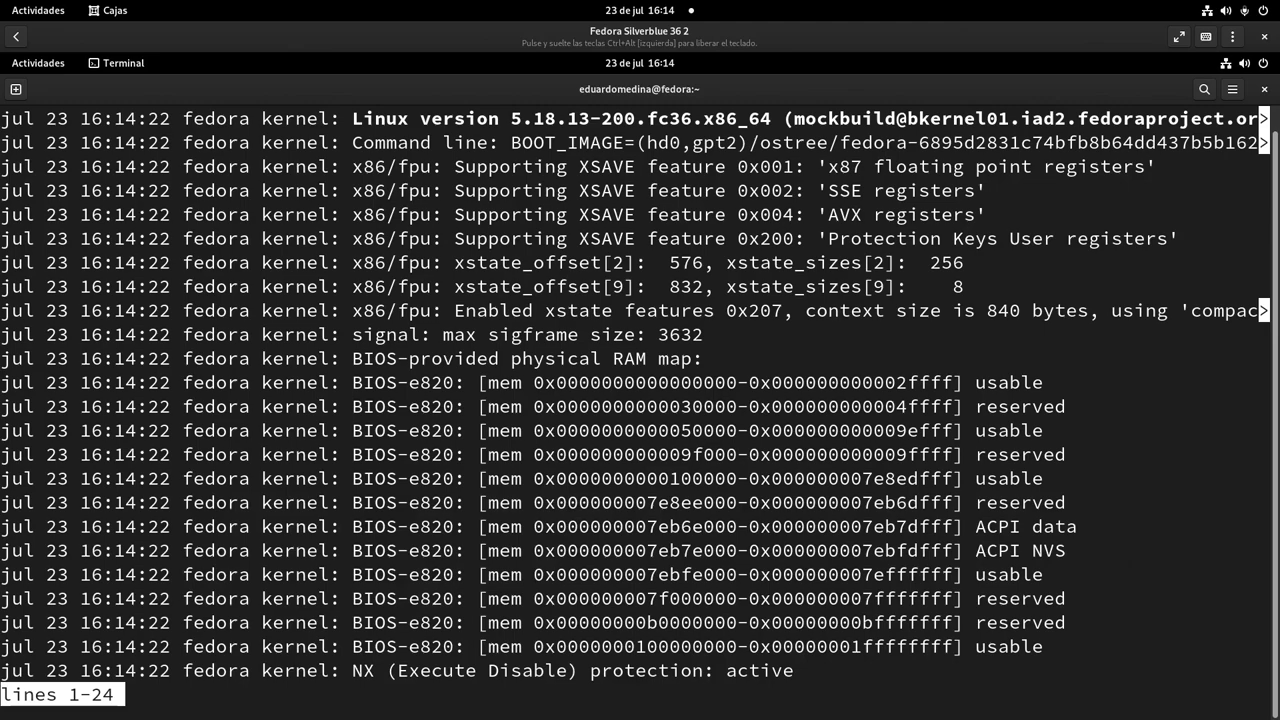 Actividades Cajas 23 de jul 16:14
Fedora Silverblue 36 2
Pulse y suelte las teclas Ctrl+Alt [izquierda] para liberar el teclado.
Actividades Terminal 23 de jul 16:14
eduardomedina@fedora:~
jul 23 16:14:22 fedora kernel: Linux version 5.18.13-200.fc36.x86_64 (mockbuild@bkernel01.iad2.fedoraproject.or>
jul 23 16:14:22 fedora kernel: Command line: BOOT_IMAGE=(hd0,gpt2)/ostree/fedora-6895d2831c74bfb8b64dd437b5b162>
jul 23 16:14:22 fedora kernel: x86/fpu: Supporting XSAVE feature 0x001: 'x87 floating point registers'
jul 23 16:14:22 fedora kernel: x86/fpu: Supporting XSAVE feature 0x002: 'SSE registers'
jul 23 16:14:22 fedora kernel: x86/fpu: Supporting XSAVE feature 0x004: 'AVX registers'
jul 23 16:14:22 fedora kernel: x86/fpu: Supporting XSAVE feature 0x200: 'Protection Keys User registers'
jul 23 16:14:22 fedora kernel: x86/fpu: xstate_offset[2]:  576, xstate_sizes[2]:  256
jul 23 16:14:22 fedora kernel: x86/fpu: xstate_offset[9]:  832, xstate_sizes[9]:    8
jul 23 16:14:22 fedora kernel: x86/fpu: Enabled xstate features 0x207, context size is 840 bytes, using 'compac>
jul 23 16:14:22 fedora kernel: signal: max sigframe size: 3632
jul 23 16:14:22 fedora kernel: BIOS-provided physical RAM map:
jul 23 16:14:22 fedora kernel: BIOS-e820: [mem 0x0000000000000000-0x000000000002ffff] usable
jul 23 16:14:22 fedora kernel: BIOS-e820: [mem 0x0000000000030000-0x000000000004ffff] reserved
jul 23 16:14:22 fedora kernel: BIOS-e820: [mem 0x0000000000050000-0x000000000009efff] usable
jul 23 16:14:22 fedora kernel: BIOS-e820: [mem 0x000000000009f000-0x000000000009ffff] reserved
jul 23 16:14:22 fedora kernel: BIOS-e820: [mem 0x0000000000100000-0x000000007e8edfff] usable
jul 23 16:14:22 fedora kernel: BIOS-e820: [mem 0x000000007e8ee000-0x000000007eb6dfff] reserved
jul 23 16:14:22 fedora kernel: BIOS-e820: [mem 0x000000007eb6e000-0x000000007eb7dfff] ACPI data
jul 23 16:14:22 fedora kernel: BIOS-e820: [mem 0x000000007eb7e000-0x000000007ebfdfff] ACPI NVS
jul 23 16:14:22 fedora kernel: BIOS-e820: [mem 0x000000007ebfe000-0x000000007effffff] usable
jul 23 16:14:22 fedora kernel: BIOS-e820: [mem 0x000000007f000000-0x000000007fffffff] reserved
jul 23 16:14:22 fedora kernel: BIOS-e820: [mem 0x00000000b0000000-0x00000000bfffffff] reserved
jul 23 16:14:22 fedora kernel: BIOS-e820: [mem 0x0000000100000000-0x00000001ffffffff] usable
jul 23 16:14:22 fedora kernel: NX (Execute Disable) protection: active
lines 1-24